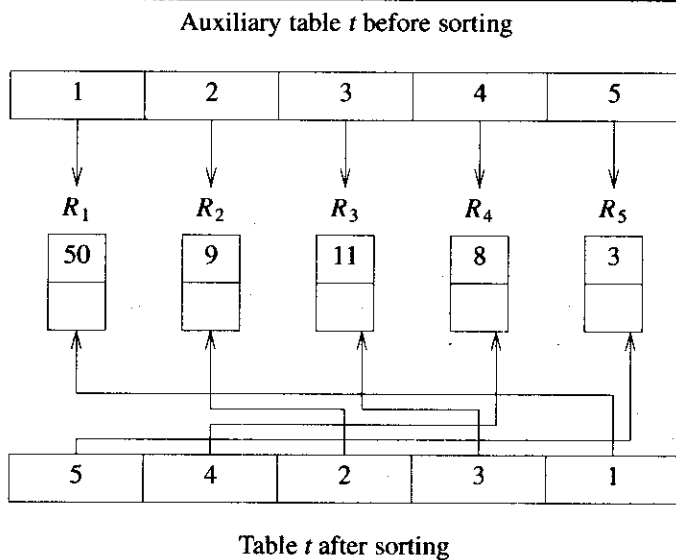 Auxiliary table t before sorting
1 2 3 4 5
R1 R2 R3 R4 R5
50 9 11 8 3
5 4 2 3 1
Table t after sorting